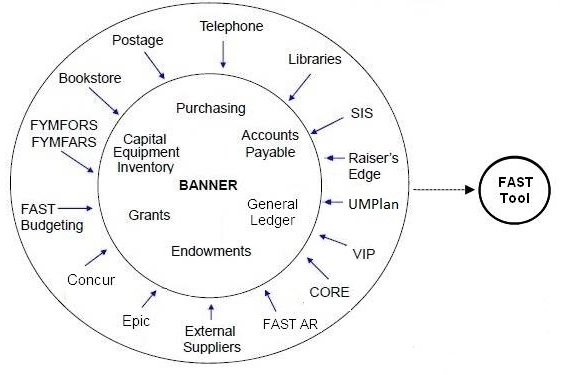 Telephone
Postage
Libraries
Bookstore
Purchasing
SIS
FYMFORS
FYMFARS
Capital
Equipment
Inventory
Accounts
Payable
Raiser's
Edge
BANNER
FAST
Tool
FAST
Budgeting
Grants
General
Ledger
UMPlan
Endowments
VIP
Concur
CORE
Epic
External
Suppliers
FAST AR